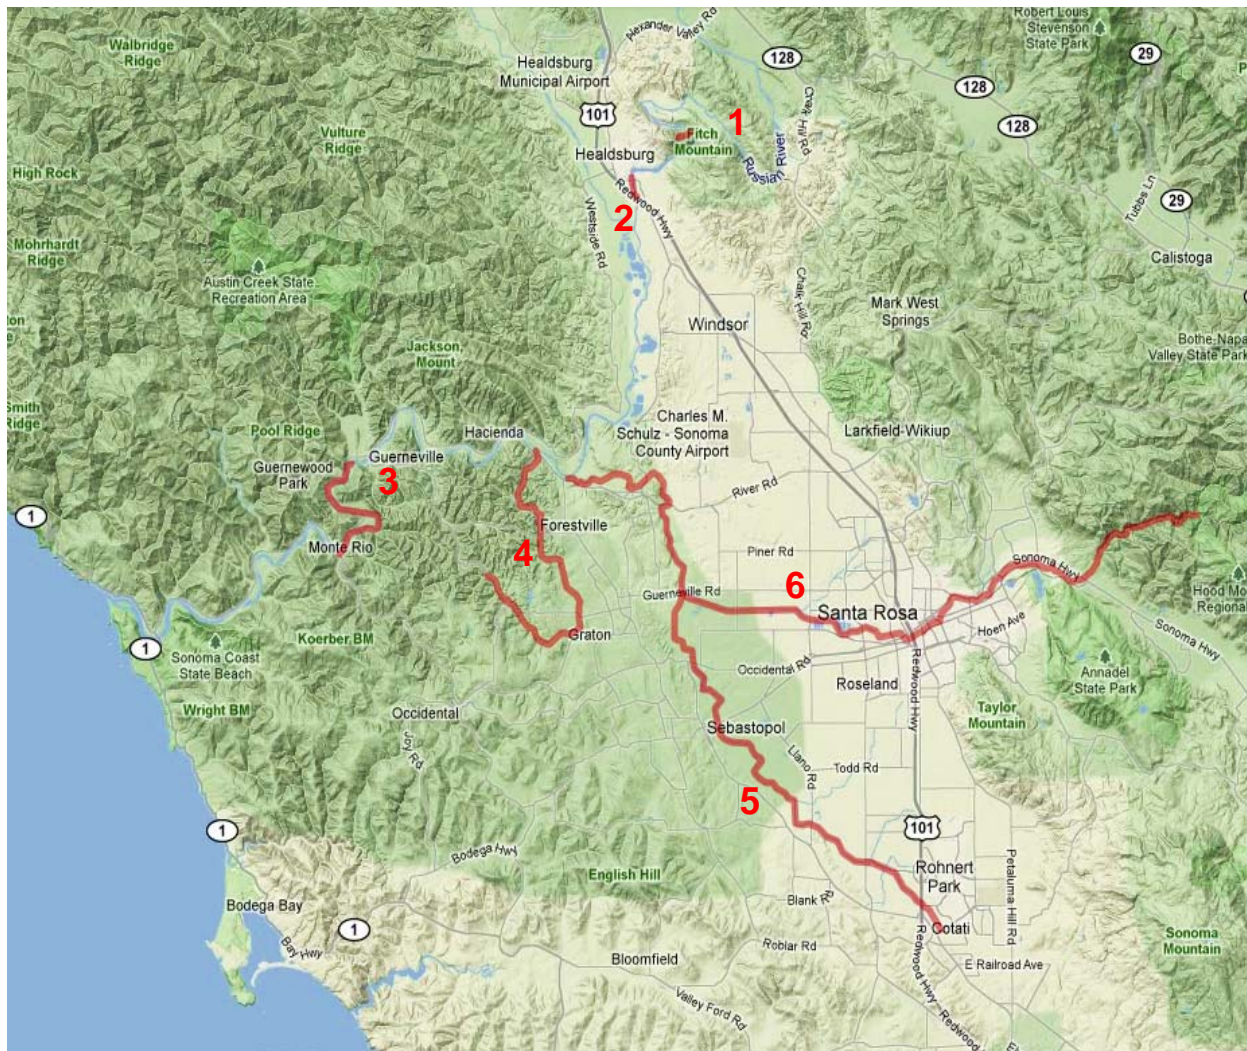 Robert Louis
Stevenson
State Park
Alexander Valley Rd
Walbridge
Ridge
29
128
Healdsburg
Municipal Airport
128
Chalk Hill Rd
101
1
128
Vulture
Ridge
Fitch
Mountain
Healdsburg
Russian River
High Rock
Tubbs Ln
29
Redwood Hwy
2
Westside Rd
Mohrhardt
Ridge
Calistoga
Austin Creek State
Recreation Area
Chalk Hill Rd
Mark West
Springs
ton
Windsor
Bothe-Napa
Valley State Park
Jackson,
Mount
Smith
Ridge
Charles M.
Schulz - Sonoma
County Airport
Pool Ridge
Hacienda
Larkfield-Wikiup
Guerneville
Guernewood
Park
3
River Rd
1
Forestville
Monte Rio
4
Piner Rd
Sonoma Hwy
6
Guerneville Rd
Hood Mo
Regional
Santa Rosa
Hoen Ave
Graton
Koerber BM
1
Sonoma Coast
State Beach
Sonoma Hwy
Occidental Rd
Redwood Hwy
Annadel
State Park
Roseland
Wright BM
Occidental
Taylor
Mountain
Sebastopol
Joy Rd
Llano Rd
Todd Rd
5
1
101
Bodega Hwy
Petaluma Hill Rd
English Hill
Rohnert
Park
Bodega Bay
Blank Rd
1
Cotati
Bay Hwy
Roblar Rd
Sonoma
Mountain
Bloomfield
Redwood Hwy
E Railroad Ave
Valley Ford Rd
Redwood